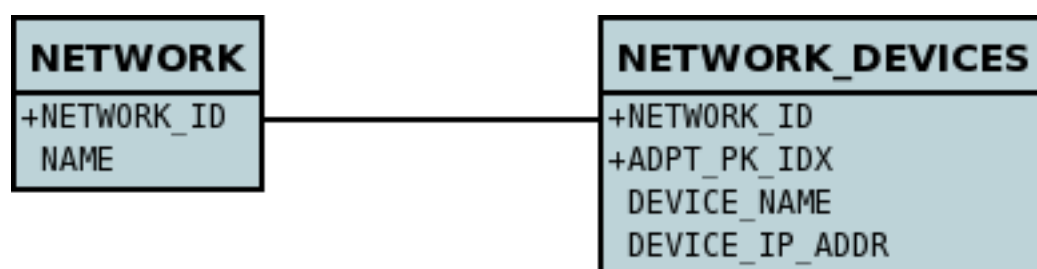 NETWORK
+NETWORK_ID
NAME
NETWORK_DEVICES
+NETWORK_ID
+ADPT_PK_IDX
DEVICE_NAME
DEVICE_IP_ADDR